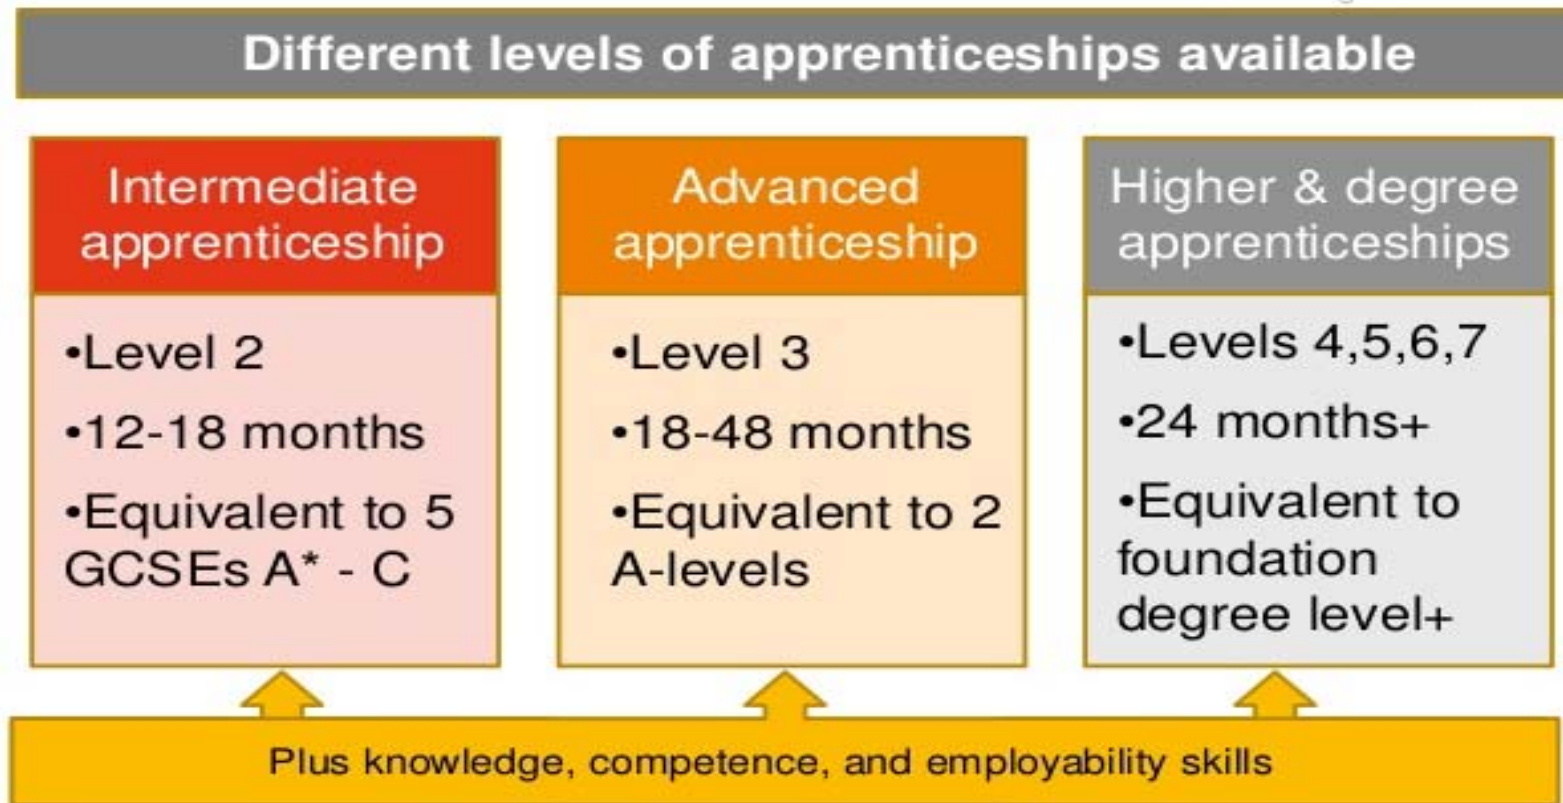 Different levels of apprenticeships available
Intermediate
apprenticeship
•Level 2
•12-18 months
•Equivalent to 5
GCSEs A* - C
Advanced
apprenticeship
•Level 3
•18-48 months
•Equivalent to 2
A-levels
Higher & degree
apprenticeships
•Levels 4,5,6,7
•24 months+
•Equivalent to
foundation
degree level+
Plus knowledge, competence, and employability skills